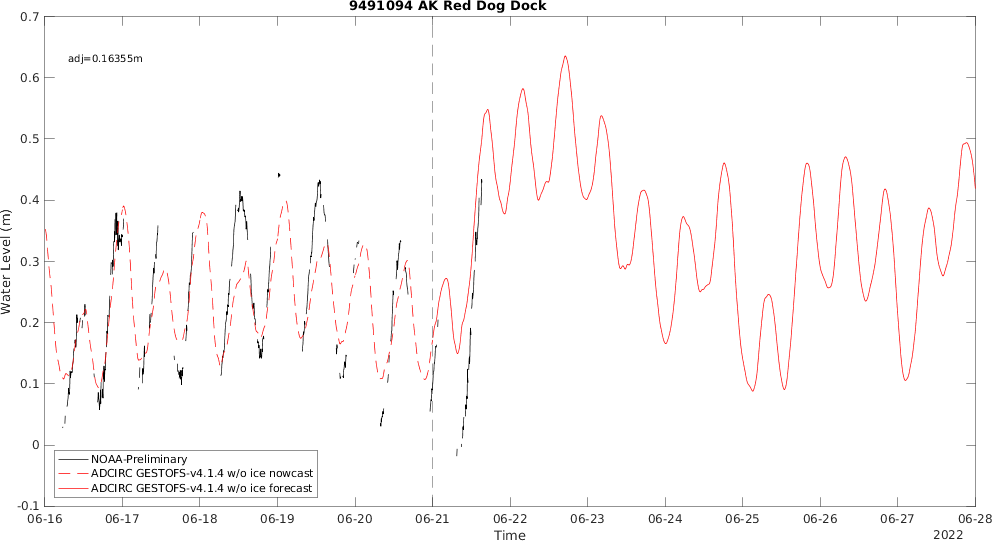 9491094 AK Red Dog Dock
adj=0.16355m
Water Level (m)
0.7
0.6
0.5
0.4
0.3
0.2
0.1
0
-0.1
NOAA-Preliminary
ADCIRC GESTOFS-v4.1.4 w/o ice nowcast
ADCIRC GESTOFS-v4.1.4 w/o ice forecast
06-16 06-17 06-18 06-19 06-20 06-21 06-22 06-23 06-24 06-25 06-26 06-27 06-28
Time
2022